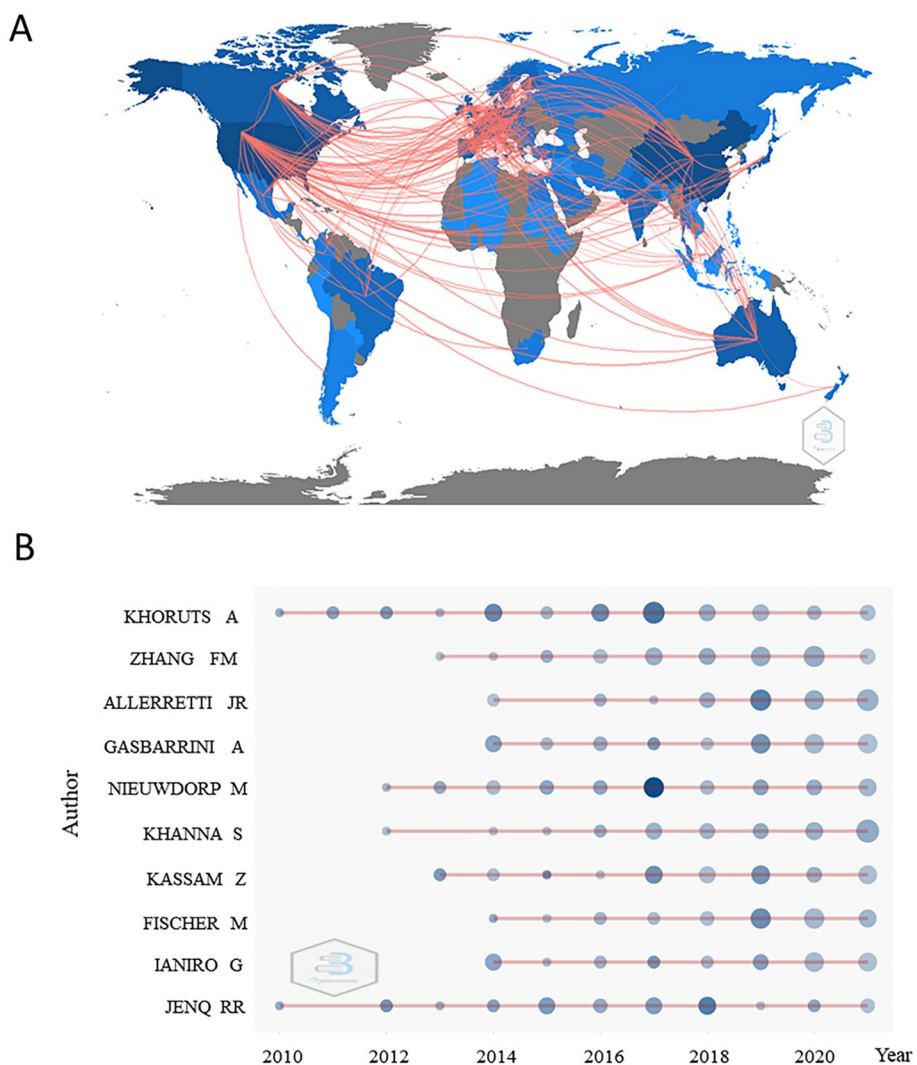 A
B
KHORUTS A
ZHANG FM
ALLERRETTI JR
GASBARRINI A
NIEUWDORP M
KHANNA S
KASSAM Z
FISCHER M
IANIRO G
JENQ RR
Author
2010 2012 2014 2016 2018 2020 Year